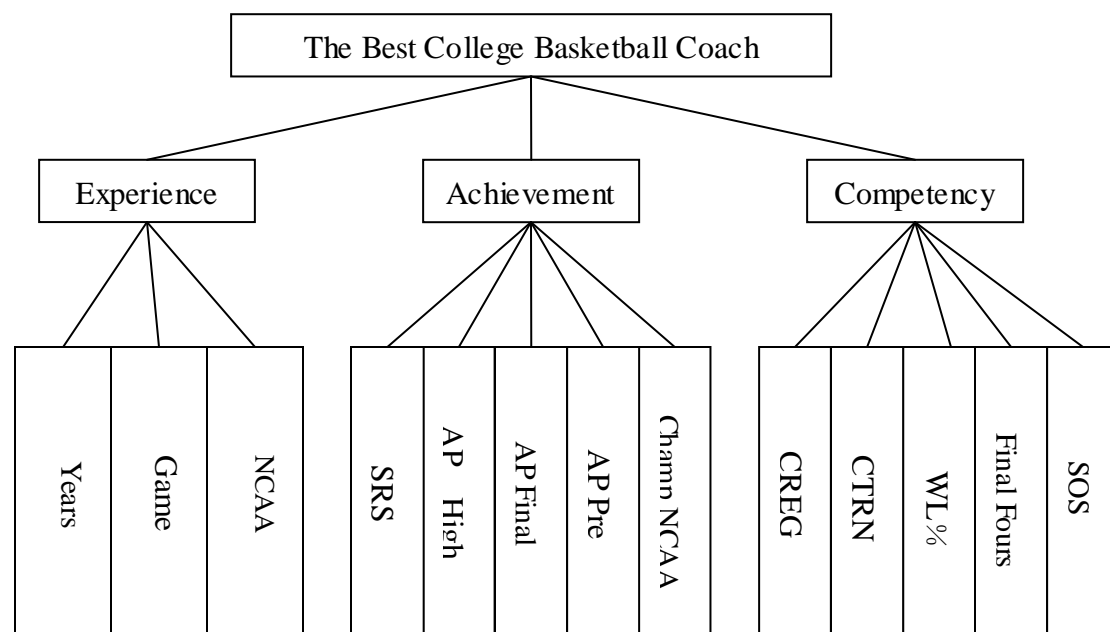 The Best College Basketball Coach
Experience
Achievement
Competency
Years
Game
NCAA
SRS
AP High
AP Final
AP Pre
Champ NCAA
CREG
CTRN
WL%
Final Fours
SOS